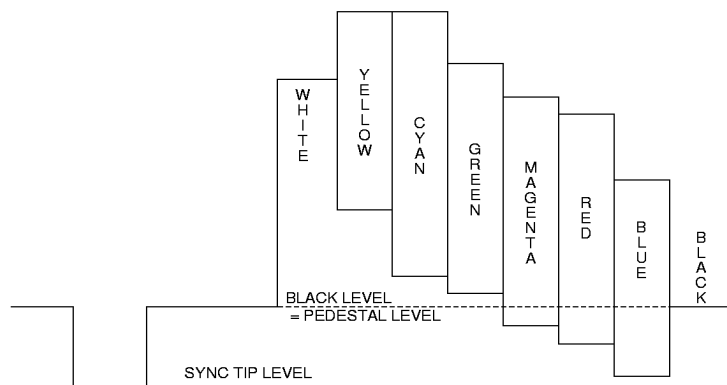 WHITE
YELLOW
CYAN
GREEN
MAGENTA
RED
BLUE
BLACK
BLACK LEVEL
= PEDESTAL LEVEL
SYNC TIP LEVEL